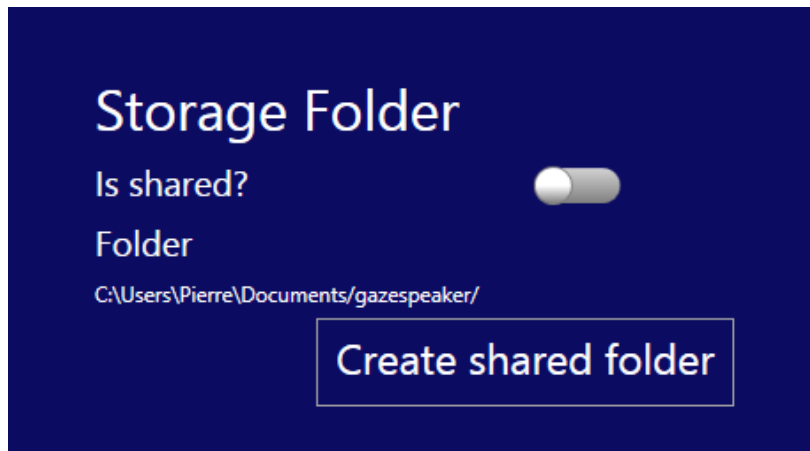 Storage Folder
Is shared?
Folder
C:\Users\Pierre\Documents/gazespeaker/
Create shared folder